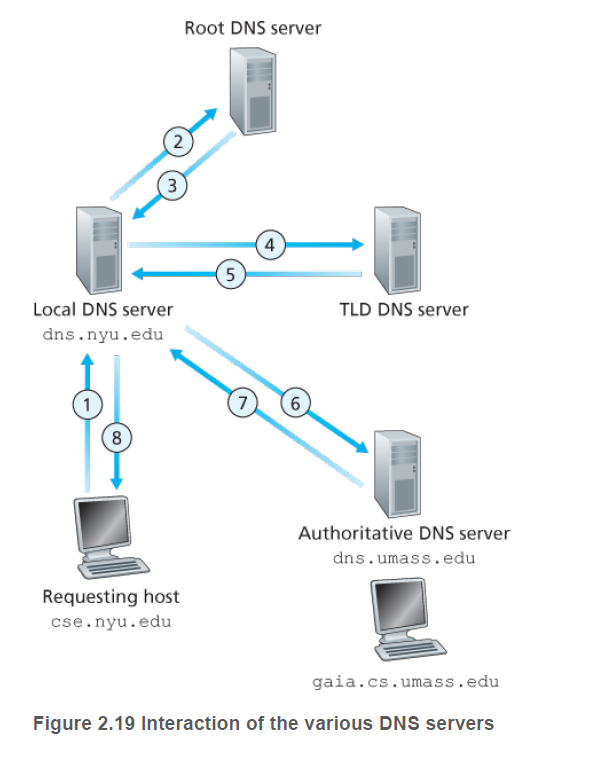 Root DNS server
2
3
4
5
Local DNS server
dns.nyu.edu
TLD DNS server
1
8
7
6
Authoritative DNS server
dns.umass.edu
Requesting host
cse.nyu.edu
gaia.cs.umass.edu
Figure 2.19 Interaction of the various DNS servers